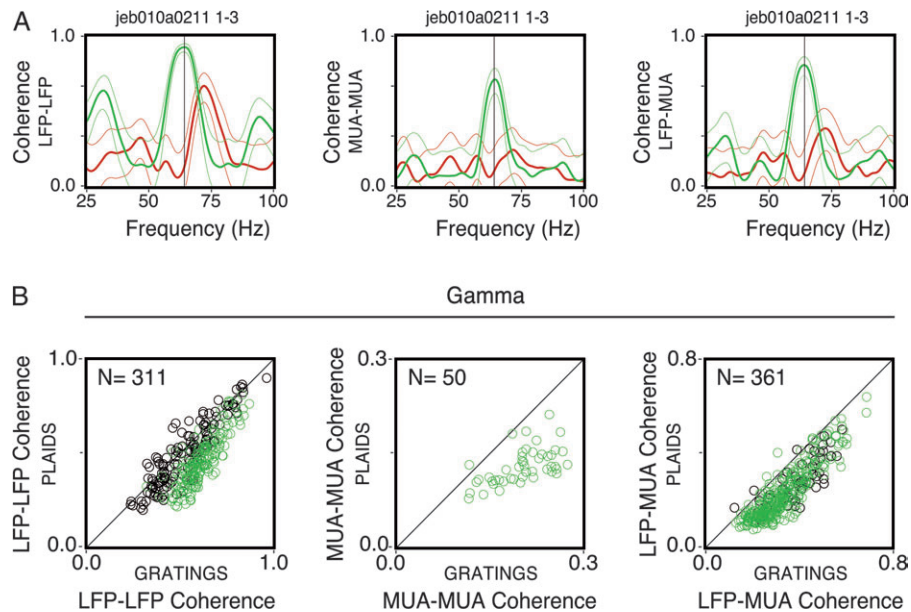 A
jeb010a0211 1-3
jeb010a0211 1-3
jeb010a0211 1-3
Coherence
LFP-LFP
1.0
0.0
25
50
75
100
Frequency (Hz)
Coherence
MUA-MUA
1.0
0.0
25
50
75
100
Frequency (Hz)
Coherence
LFP-MUA
1.0
0.0
25
50
75
100
Frequency (Hz)
B
Gamma
LFP-LFP Coherence
PLAIDS
1.0
0.0
N= 311
0.0
1.0
GRATINGS
LFP-LFP Coherence
MUA-MUA Coherence
PLAIDS
0.3
0.0
N= 50
0.0
0.3
GRATINGS
MUA-MUA Coherence
LFP-MUA Coherence
PLAIDS
0.8
0.0
N= 361
0.0
0.8
GRATINGS
LFP-MUA Coherence